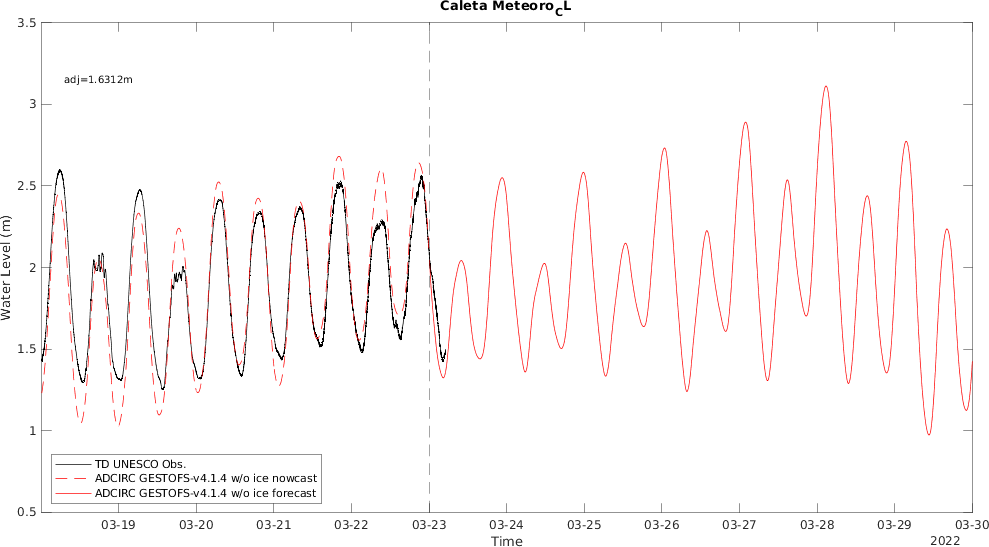 Caleta Meteoro_CL
3.5
adj=1.6312m
3
2.5
2
1.5
1
0.5
Water Level (m)
TD UNESCO Obs.
ADCIRC GESTOFS-v4.1.4 w/o ice nowcast
ADCIRC GESTOFS-v4.1.4 w/o ice forecast
03-19 03-20 03-21 03-22 03-23 03-24 03-25 03-26 03-27 03-28 03-29 03-30
Time
2022